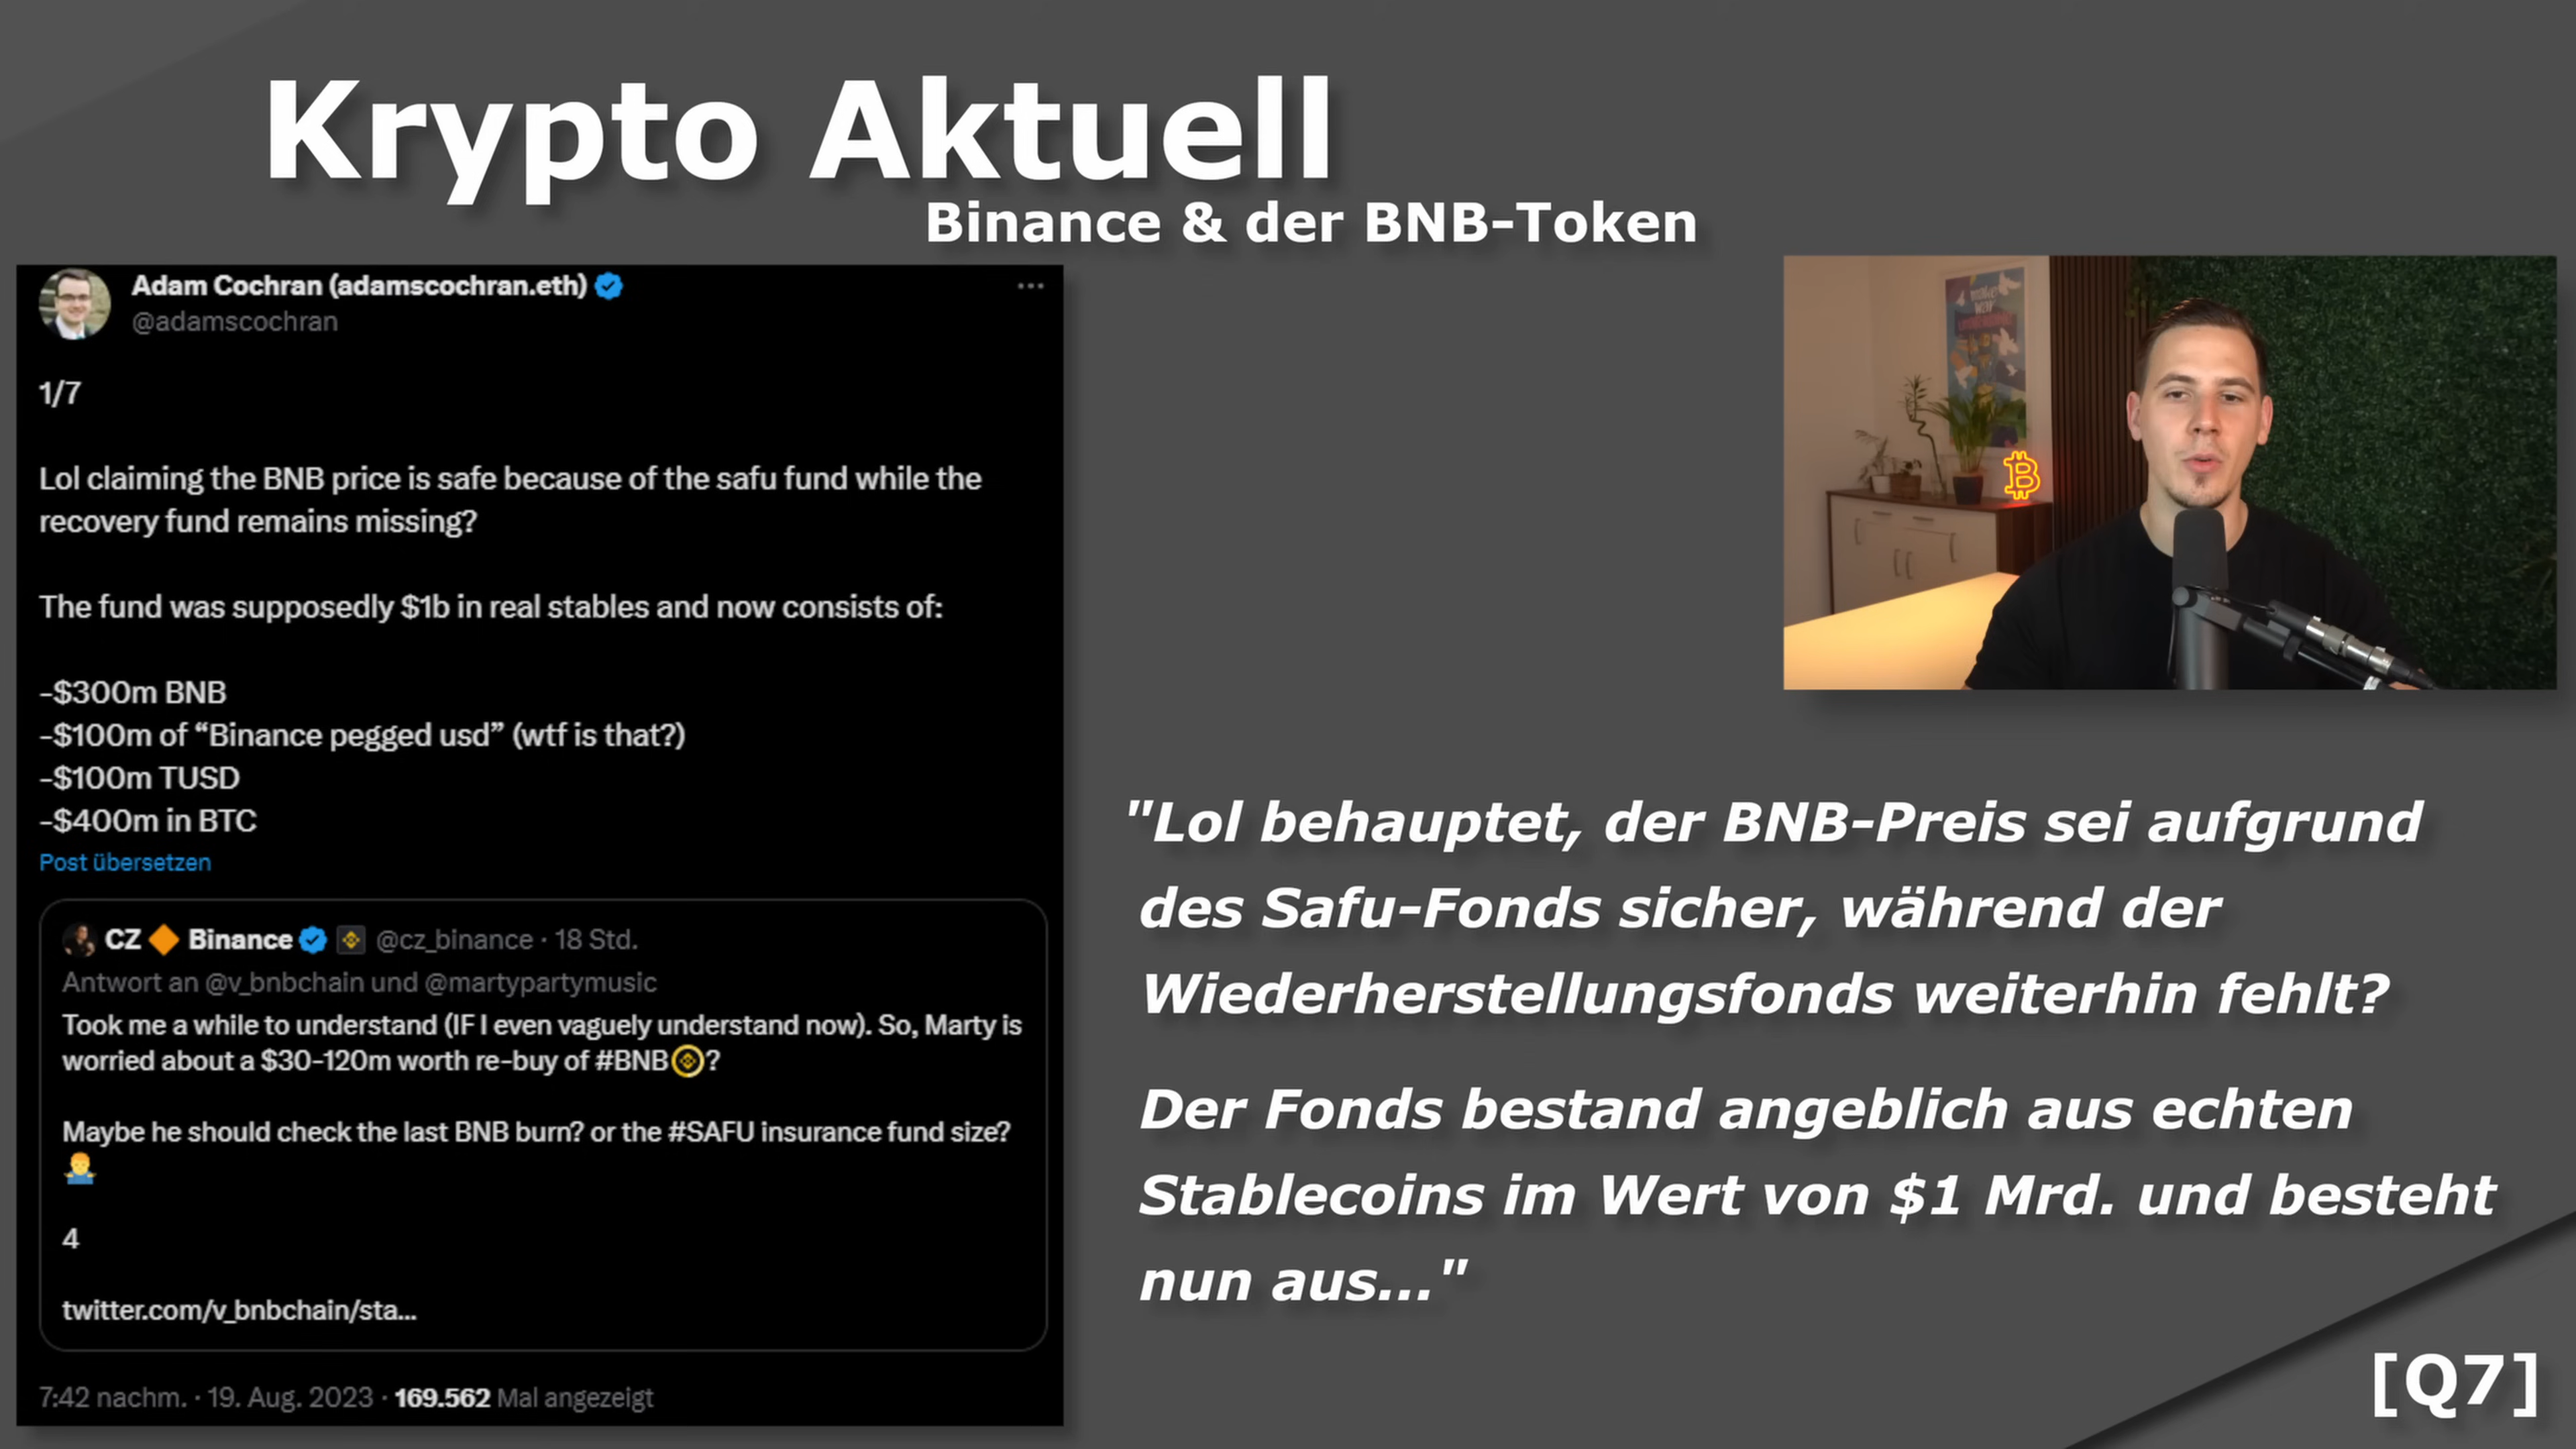 Krypto Aktuell
Binance & der BNB-Token
Adam Cochran (adamscochran.eth)
@adamscochran
1/7
Lol claiming the BNB price is safe because of the safu fund while the
recovery fund remains missing?
The fund was supposedly $1b in real stables and now consists of:
-$300m BNB
-$100m of “Binance pegged usd” (wtf is that?)
-$100m TUSD
-$400m in BTC
Post übersetzen
CZ 🔶 Binance @cz_binance · 18 Std.
Antwort an @v_bnbchain und @martypartymusic
Took me a while to understand (IF I even vaguely understand now). So, Marty is
worried about a $30-120m worth re-buy of #BNB?
Maybe he should check the last BNB burn? or the #SAFU insurance fund size?
🤷‍♂️
4
twitter.com/v_bnbchain/sta...
7:42 nachm. · 19. Aug. 2023 · 169.562 Mal angezeigt
"Lol behauptet, der BNB-Preis sei aufgrund
des Safu-Fonds sicher, während der
Wiederherstellungsfonds weiterhin fehlt?
Der Fonds bestand angeblich aus echten
Stablecoins im Wert von $1 Mrd. und besteht
nun aus..."
[Q7]